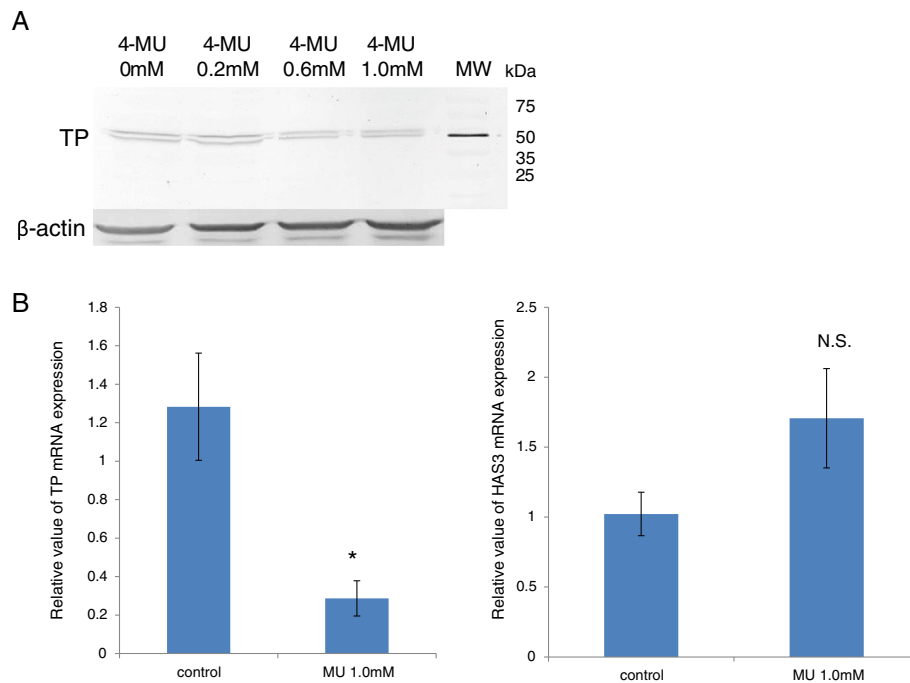 A
4-MU 4-MU 4-MU 4-MU
0mM 0.2mM 0.6mM 1.0mM MW kDa
75
TP
50
35
25
β-actin
B
Relative value of TP mRNA expression
1.8
1.6
1.4
1.2
1
0.8
0.6
0.4
0.2
0
*
control MU 1.0mM
Relative value of HAS3 mRNA expression
2.5
2
1.5
1
0.5
0
N.S.
control MU 1.0mM